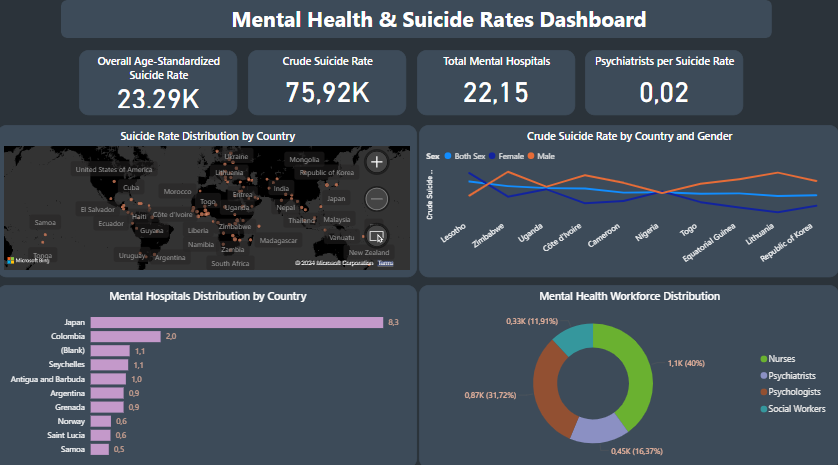 Mental Health & Suicide Rates Dashboard
Overall Age-Standardized
Suicide Rate
23.29K
Crude Suicide Rate
75,92K
Total Mental Hospitals
22,15
Psychiatrists per Suicide Rate
0,02
Suicide Rate Distribution by Country
Ukraine
Mongolia
United States of America
Lithuania
Republic of Korea
Cuba
Morocco
Eritrea
India
Japan
El Salvador
Haiti
Côte d'Ivoire
Togo
Uganda
Nepal
Thailand
Malaysia
Samoa
Ecuador
Guyana
Liberia
Zimbabwe
Madagascar
Vanuatu
Namibia
Zambia
Tonga
Uruguay
Argentina
South Africa
New Zealand
Microsoft Bing
© 2024 Microsoft Corporation Terms
Crude Suicide Rate by Country and Gender
Sex Both Sex Female Male
Crude Suicide ...
Lesotho
Zimbabwe
Uganda
Côte d'Ivoire
Cameroon
Nigeria
Togo
Equatorial Guinea
Lithuania
Republic of Korea
Mental Hospitals Distribution by Country
Japan 8,3
Colombia 2,0
(Blank) 1,1
Seychelles 1,1
Antigua and Barbuda 1,0
Argentina 0,9
Grenada 0,9
Norway 0,6
Saint Lucia 0,6
Samoa 0,5
Mental Health Workforce Distribution
0,33K (11,91%)
1,1K (40%)
0,87K (31,72%)
0,45K (16,37%)
Nurses
Psychiatrists
Psychologists
Social Workers